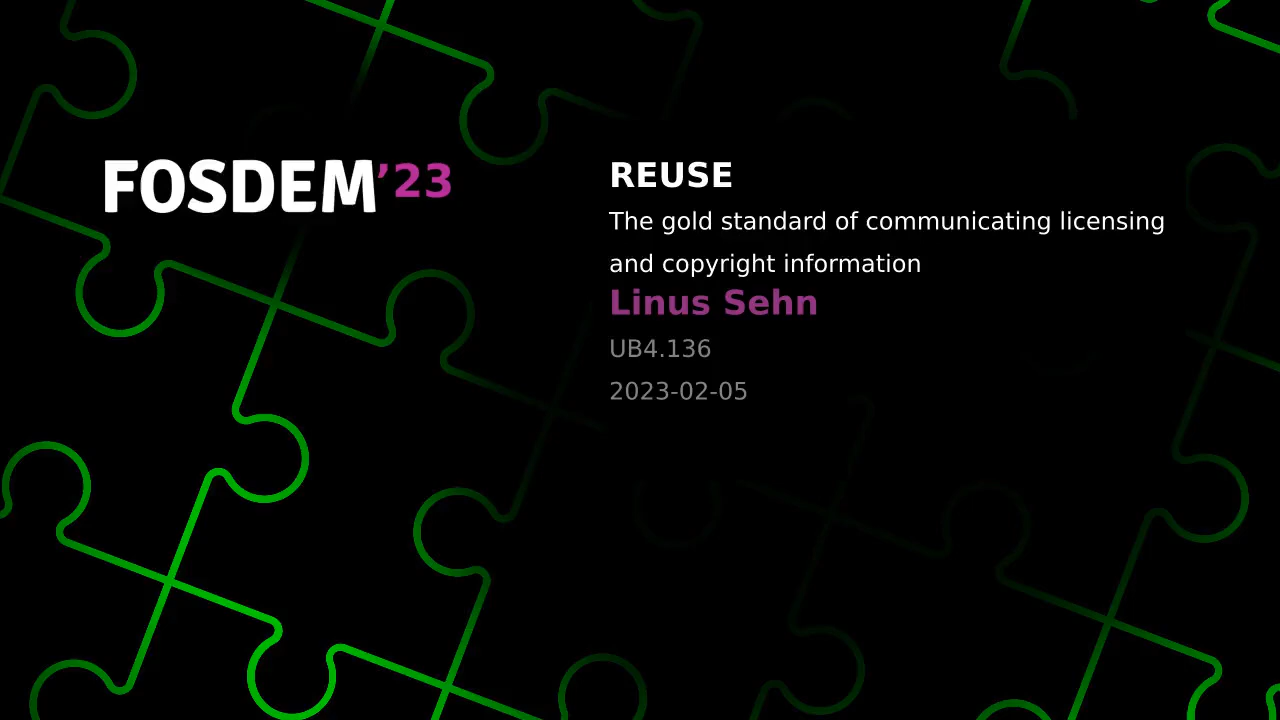 FOSDEM’23
REUSE
The gold standard of communicating licensing
and copyright information
Linus Sehn
UB4.136
2023-02-05